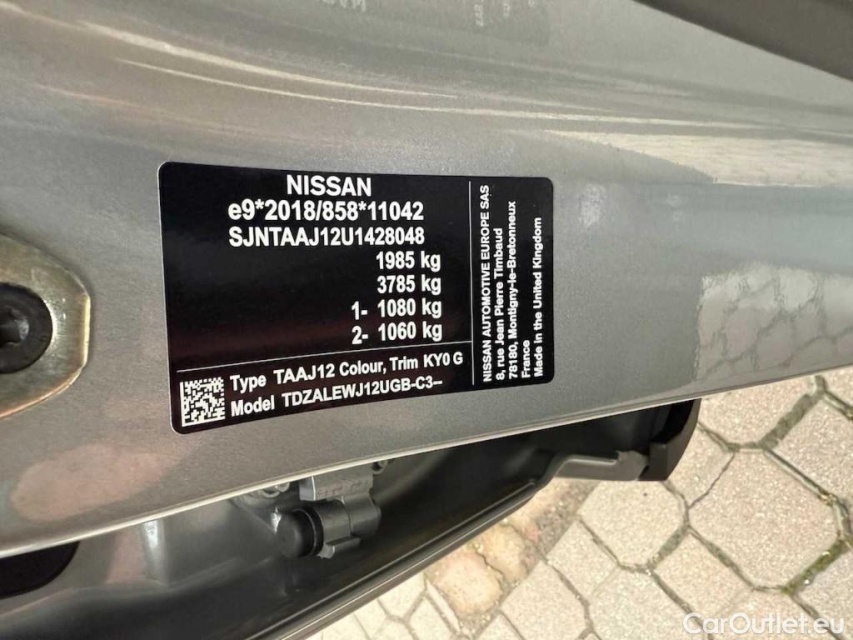 NISSAN
e9*2018/858*11042
SJNTAAJ12U1428048
1985 kg
3785 kg
1- 1080 kg
2- 1060 kg
Type TAAJ12 Colour, Trim KY0 G
Model TDZALEWJ12UGB-C3--
NISSAN AUTOMOTIVE EUROPE SAS
8, rue Jean Pierre Timbaud
78180, Montigny-le-Bretonneux
France
Made in the United Kingdom
CarOutlet.eu